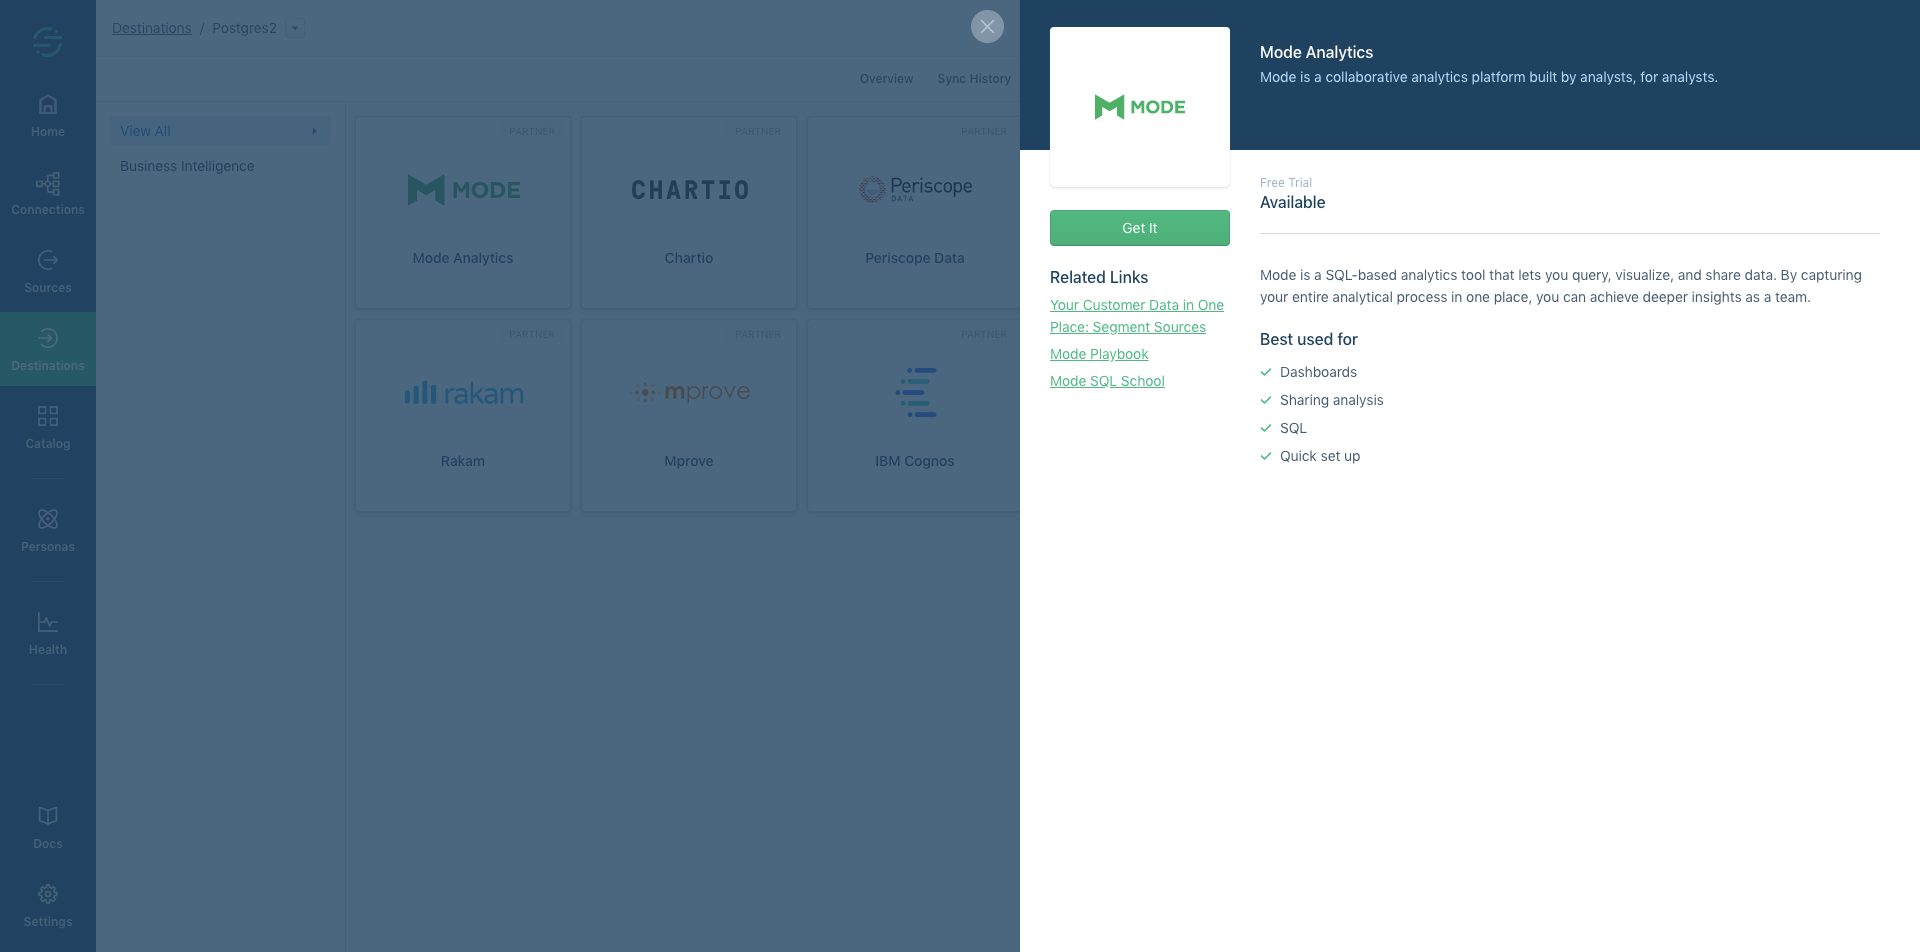 Home
Connections
Sources
Destinations
Catalog
Personas
Health
Docs
Settings
Destinations / Postgres2
Overview Sync History
View All
Business Intelligence
PARTNER
MODE
Mode Analytics
PARTNER
CHARTIO
Chartio
PARTNER
Periscope
DATA
Periscope Data
PARTNER
rakam
Rakam
PARTNER
mprove
Mprove
PARTNER
IBM Cognos
MODE
Mode Analytics
Mode is a collaborative analytics platform built by analysts, for analysts.
Get It
Related Links
Your Customer Data in One
Place: Segment Sources
Mode Playbook
Mode SQL School
Free Trial
Available
Mode is a SQL-based analytics tool that lets you query, visualize, and share data. By capturing
your entire analytical process in one place, you can achieve deeper insights as a team.
Best used for
Dashboards
Sharing analysis
SQL
Quick set up